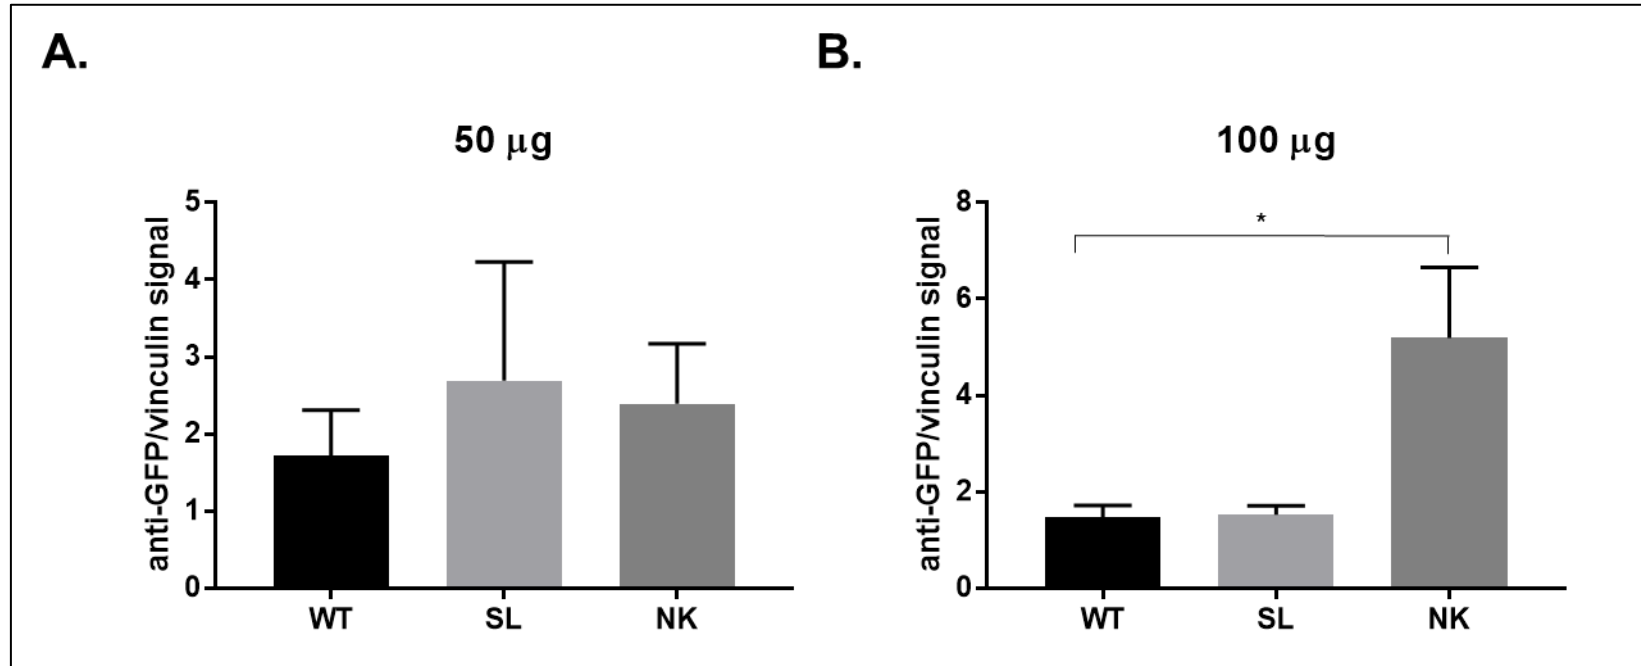 A.
50 μg
anti-GFP/vinculin signal
5
4
3
2
1
0
WT SL NK
B.
100 μg
anti-GFP/vinculin signal
8
6
4
2
0
*
WT SL NK